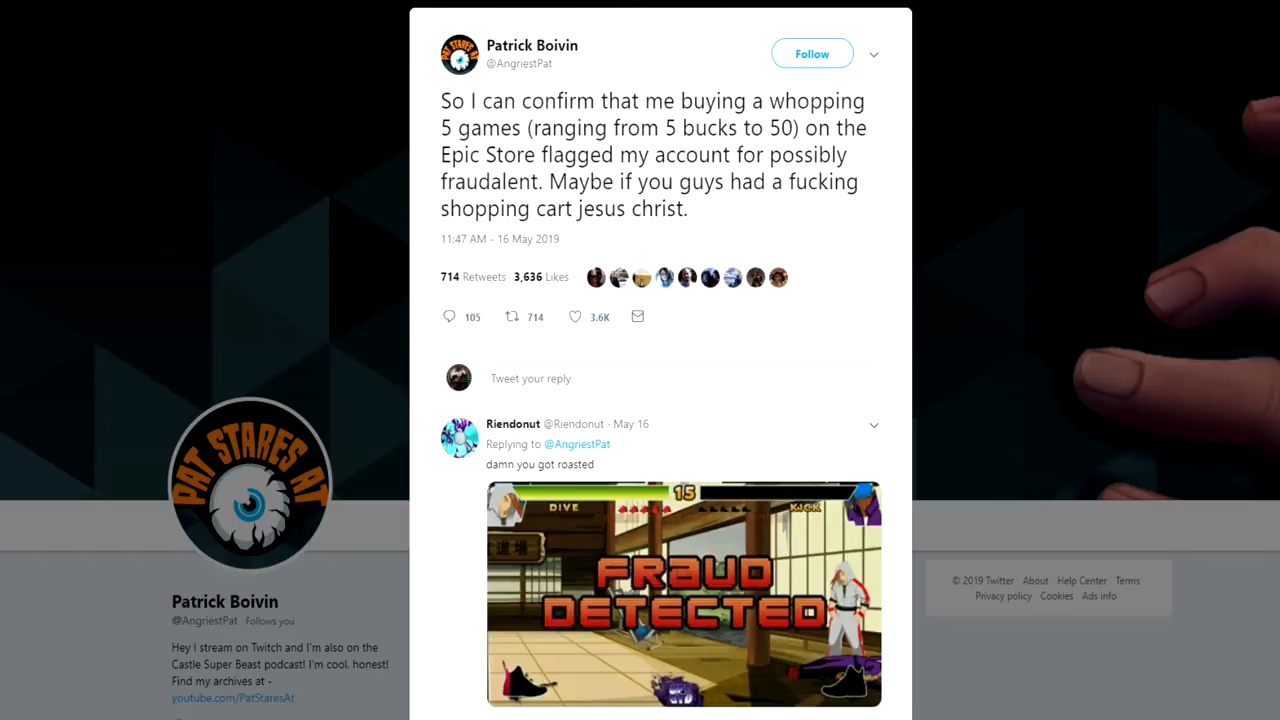 Patrick Boivin
@AngriestPat
Follow
So I can confirm that me buying a whopping
5 games (ranging from 5 bucks to 50) on the
Epic Store flagged my account for possibly
fraudalent. Maybe if you guys had a fucking
shopping cart jesus christ.
11:47 AM - 16 May 2019
714 Retweets 3,636 Likes
105 714 3.6K
Tweet your reply
Riendonut @Riendonut · May 16
Replying to @AngriestPat
damn you got roasted
15
DIVE KICK
道場
FRAUD
DETECTED
PAT STARES AT
Patrick Boivin
@AngriestPat Follows you
Hey I stream on Twitch and I'm also on the
Castle Super Beast podcast! I'm cool, honest!
Find my archives at -
youtube.com/PatStaresAt
© 2019 Twitter About Help Center Terms
Privacy policy Cookies Ads info